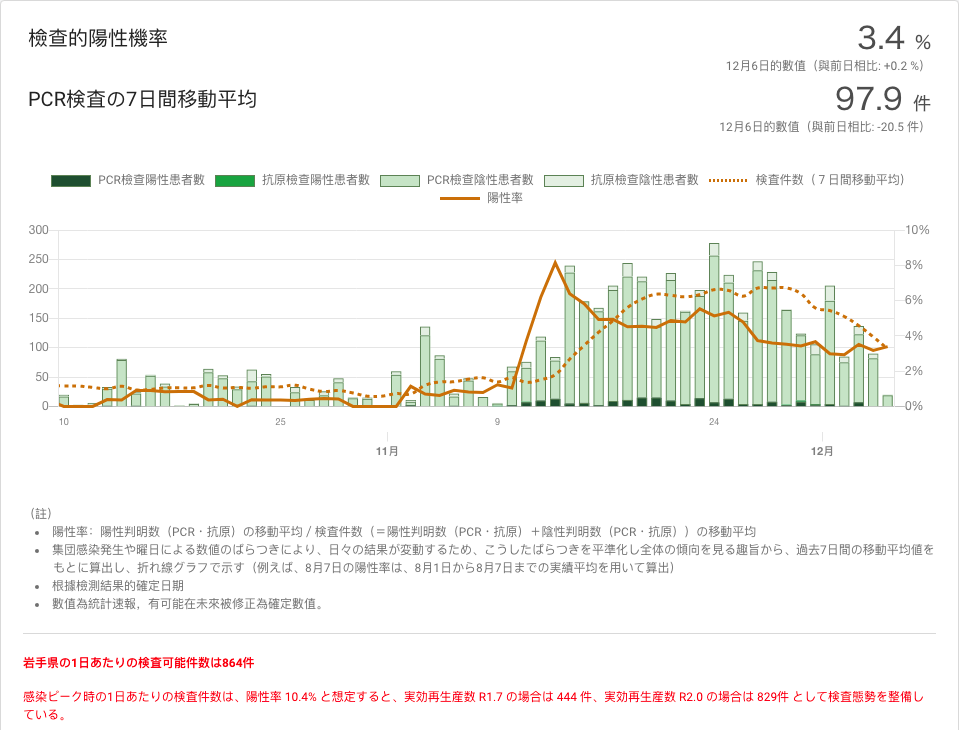 檢查的陽性機率
3.4 %
12月6日的數值（與前日相比: +0.2 %）
PCR検査の7日間移動平均
97.9 件
12月6日的數值（與前日相比: -20.5 件）
PCR檢查陽性患者數 抗原檢查陽性患者數 PCR檢查陰性患者數 抗原檢查陰性患者數 検査件数（７日間移動平均）
陽性率
300 10%
250 8%
200 6%
150 4%
100 2%
50 0%
0
10 25 9 24
11月 12月
（註）
陽性率：陽性判明数（PCR・抗原）の移動平均 / 検査件数（＝陽性判明数（PCR・抗原）＋陰性判明数（PCR・抗原））の移動平均
集団感染発生や曜日による数値のばらつきにより、日々の結果が変動するため、こうしたばらつきを平準化し全体の傾向を見る趣旨から、過去7日間の移動平均値を
もとに算出し、折れ線グラフで示す（例えば、8月7日の陽性率は、8月1日から8月7日までの実績平均を用いて算出）
根據檢測結果的確定日期
數值為統計速報，有可能在未來被修正為確定數值。
岩手県の1日あたりの検査可能件数は864件
感染ピーク時の1日あたりの検査件数は、陽性率 10.4% と想定すると、実効再生産数 R1.7 の場合は 444 件、実効再生産数 R2.0 の場合は 829件 として検査態勢を整備し
ている。